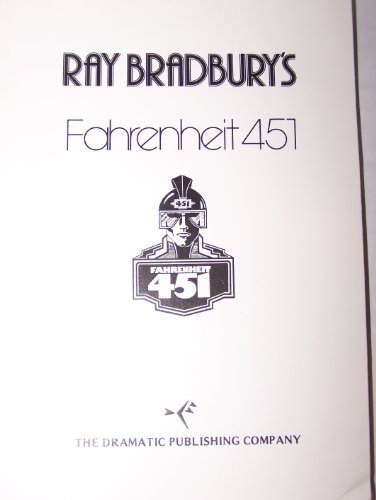 RAY BRADBURY'S
Fahrenheit 451
451
FAHRENHEIT
451
THE DRAMATIC PUBLISHING COMPANY